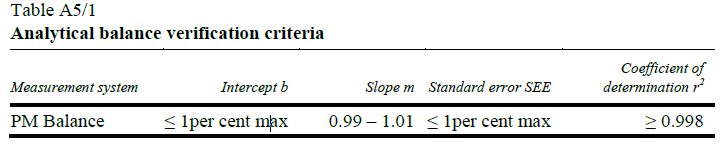 Table A5/1
Analytical balance verification criteria
Coefficient of
Measurement system Intercept b Slope m Standard error SEE determination r²
PM Balance ≤ 1per cent max 0.99 – 1.01 ≤ 1per cent max ≥ 0.998